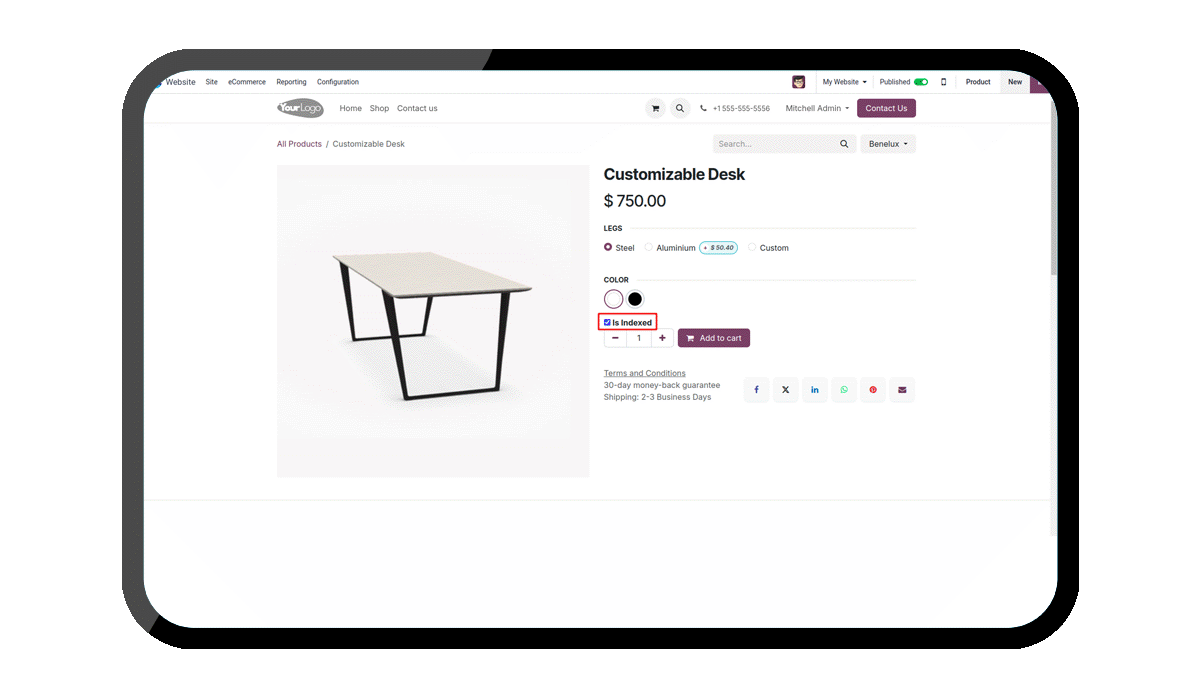 Website Site eCommerce Reporting Configuration My Website Published Product New
YourLogo Home Shop Contact us +1 555-555-5556 Mitchell Admin Contact Us
All Products / Customizable Desk Search... Benelux
Customizable Desk
$ 750.00
LEGS
Steel Aluminium + $ 50.40 Custom
COLOR
Is Indexed
1 Add to cart
Terms and Conditions
30-day money-back guarantee
Shipping: 2-3 Business Days